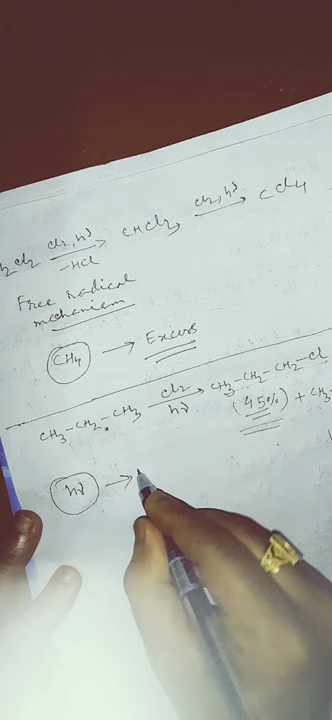 Cl2, hν
CHCl3
Cl2, hν
CCl4
-HCl
Free radical
mechanism
CH4 → Excess
CH3-CH2-CH3
Cl2
hν
CH3-CH2-CH2-Cl
(45%) + CH3-
hν →